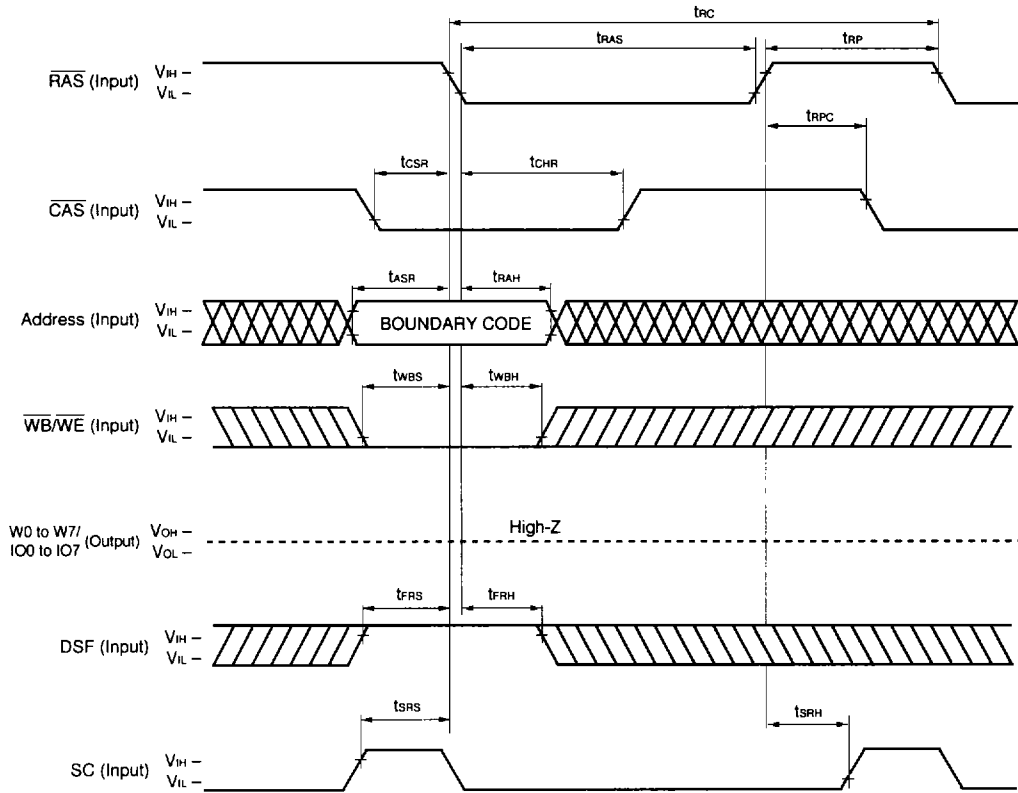 tRC
tRAS tRP
RAS (Input) VIH –
VIL –
tRPC
tCSR tCHR
CAS (Input) VIH –
VIL –
tASR tRAH
Address (Input) VIH –
VIL –
BOUNDARY CODE
tWBS tWBH
WB/WE (Input) VIH –
VIL –
W0 to W7/
IO0 to IO7 (Output) VOH –
VOL –
High-Z
tFRS tFRH
DSF (Input) VIH –
VIL –
tSRS tSRH
SC (Input) VIH –
VIL –